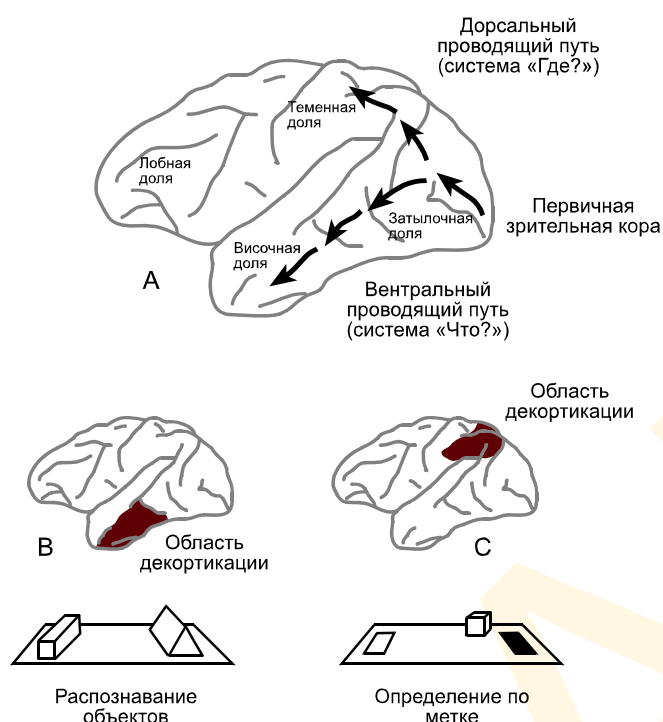 Дорсальный
проводящий путь
(система «Где?»)
Теменная
доля
Лобная
доля
Первичная
зрительная кора
Затылочная
доля
Височная
доля
A
Вентральный
проводящий путь
(система «Что?»)
Область
декортикации
B
Область
декортикации
C
Распознавание
объектов
Определение по
метке